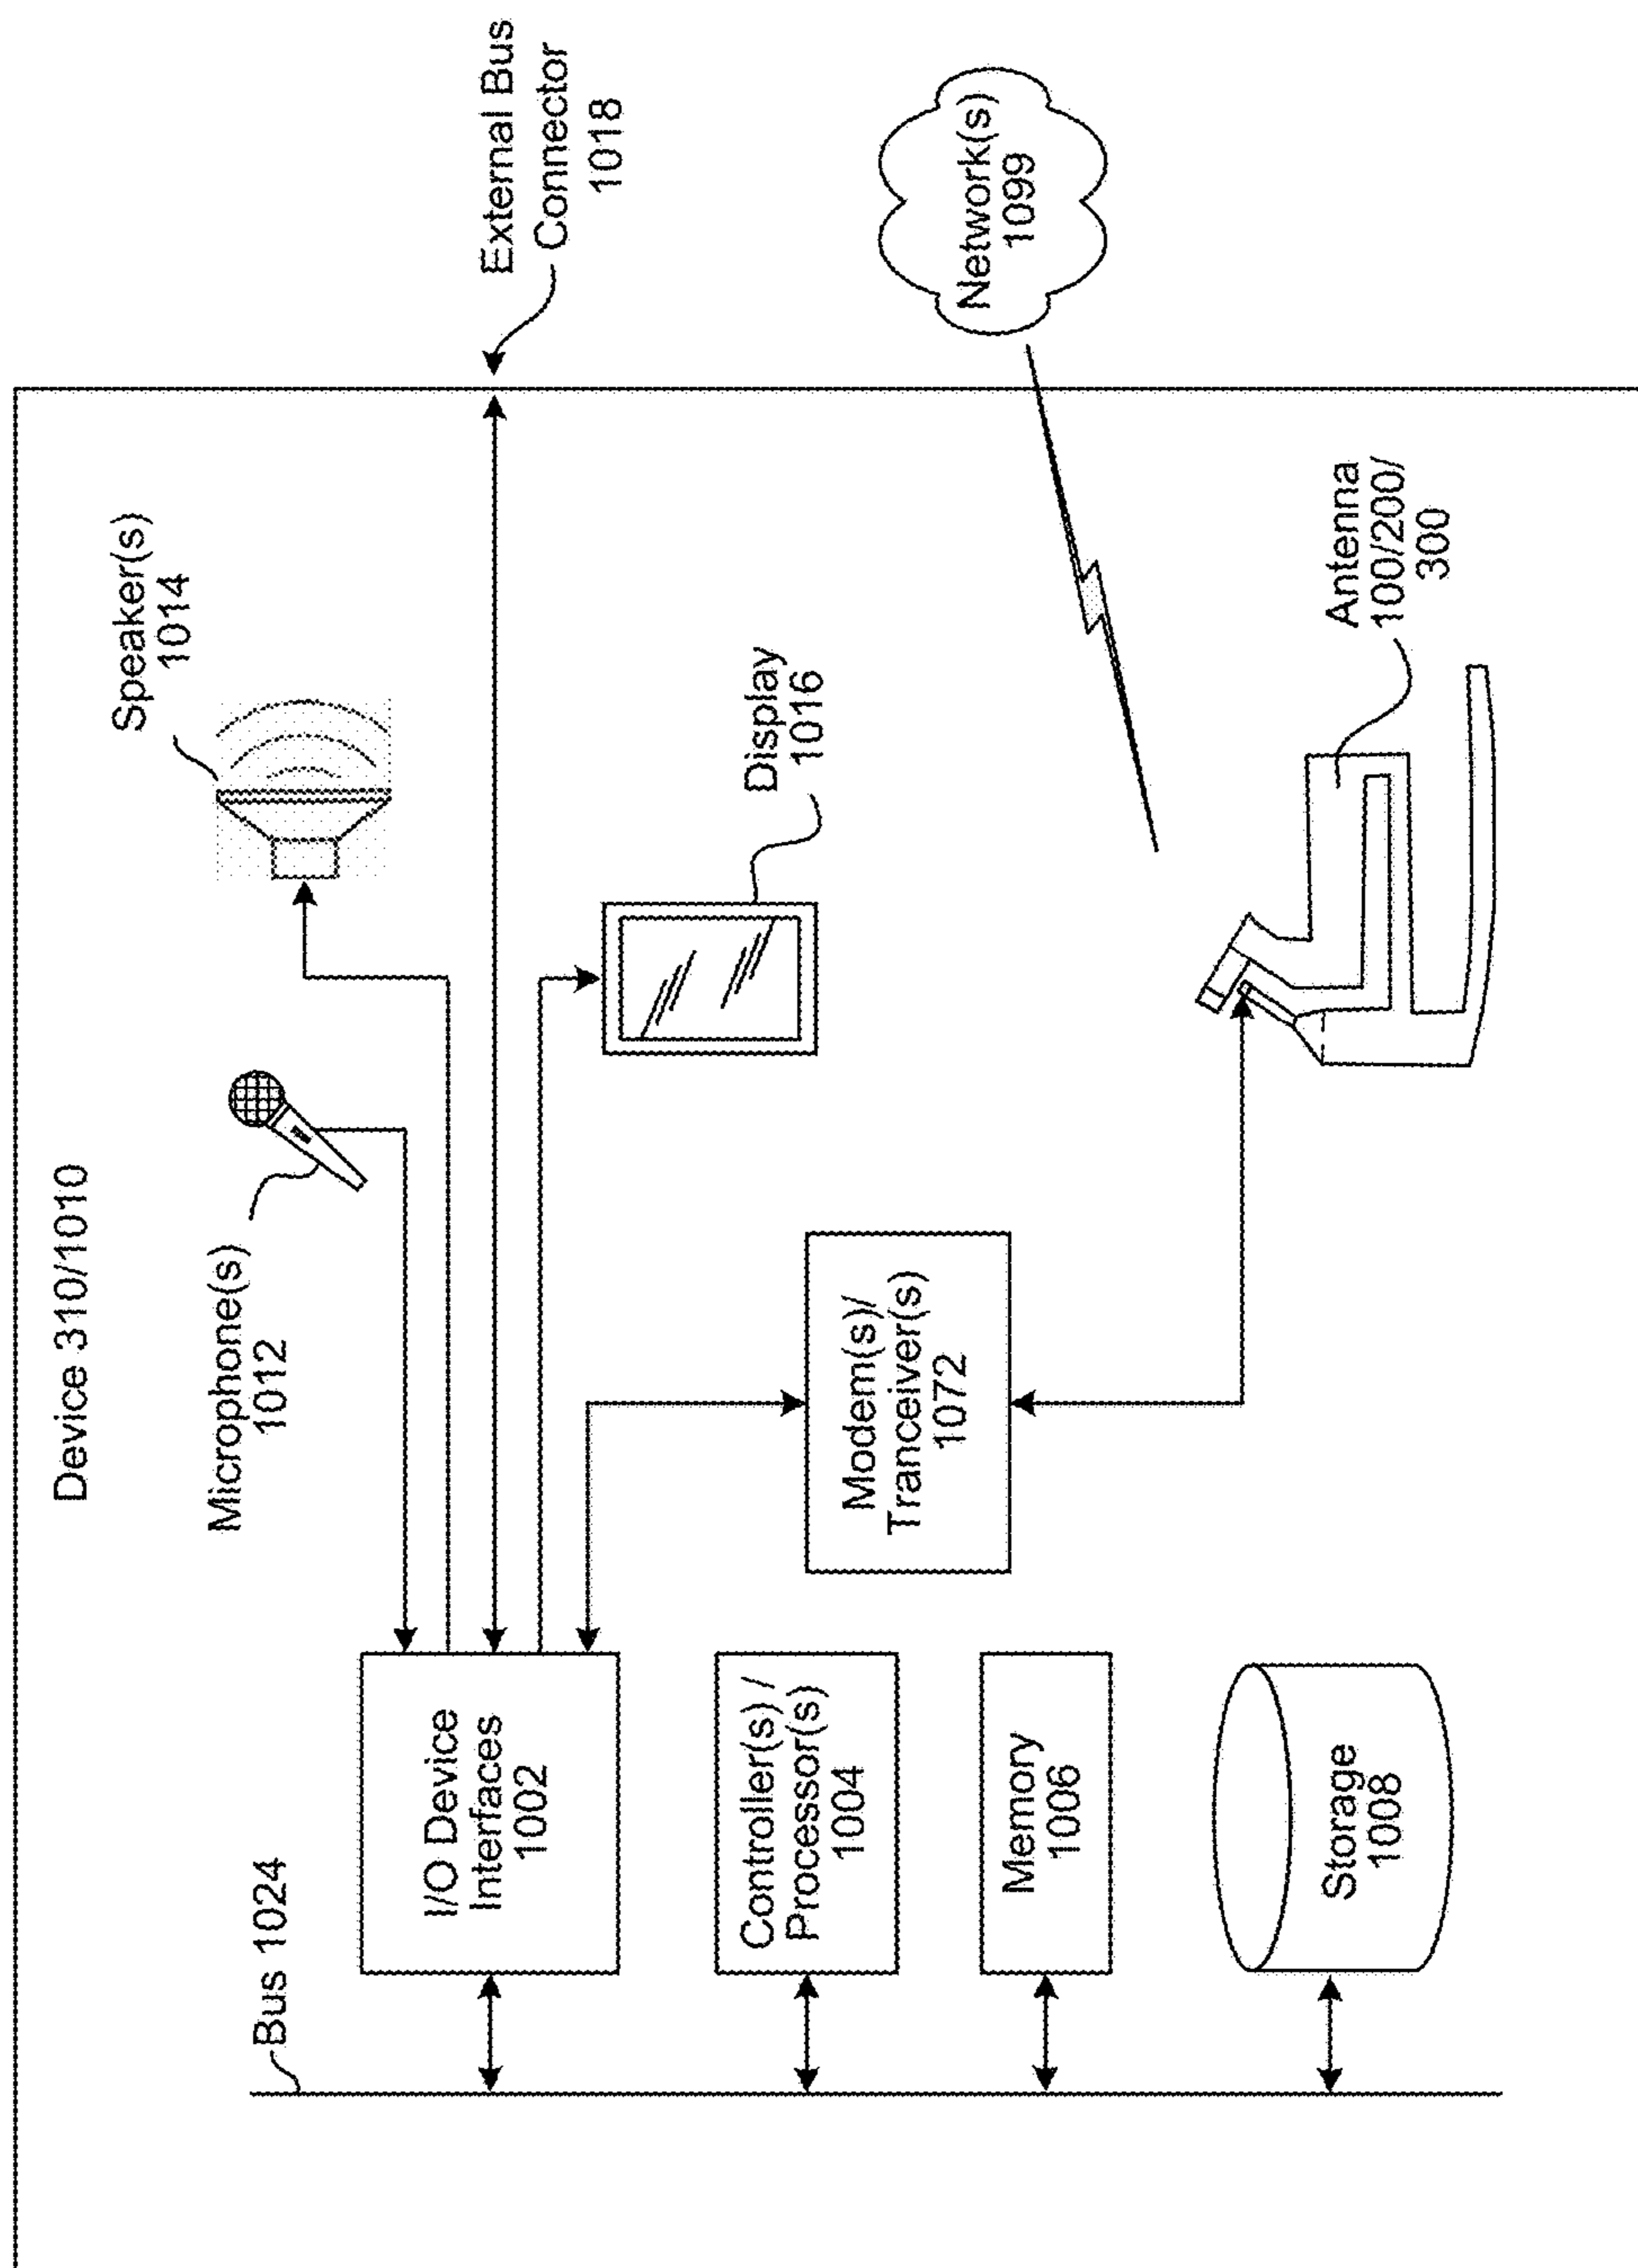 Device 310/1010
Bus 1024
I/O Device
Interfaces
1002
Microphone(s)
1012
Speaker(s)
1014
External Bus
Connector
1018
Controller(s) /
Processor(s)
1004
Display
1016
Modem(s)/
Tranceiver(s)
1072
Memory
1006
Network(s)
1099
Storage
1008
Antenna
100/200/
300